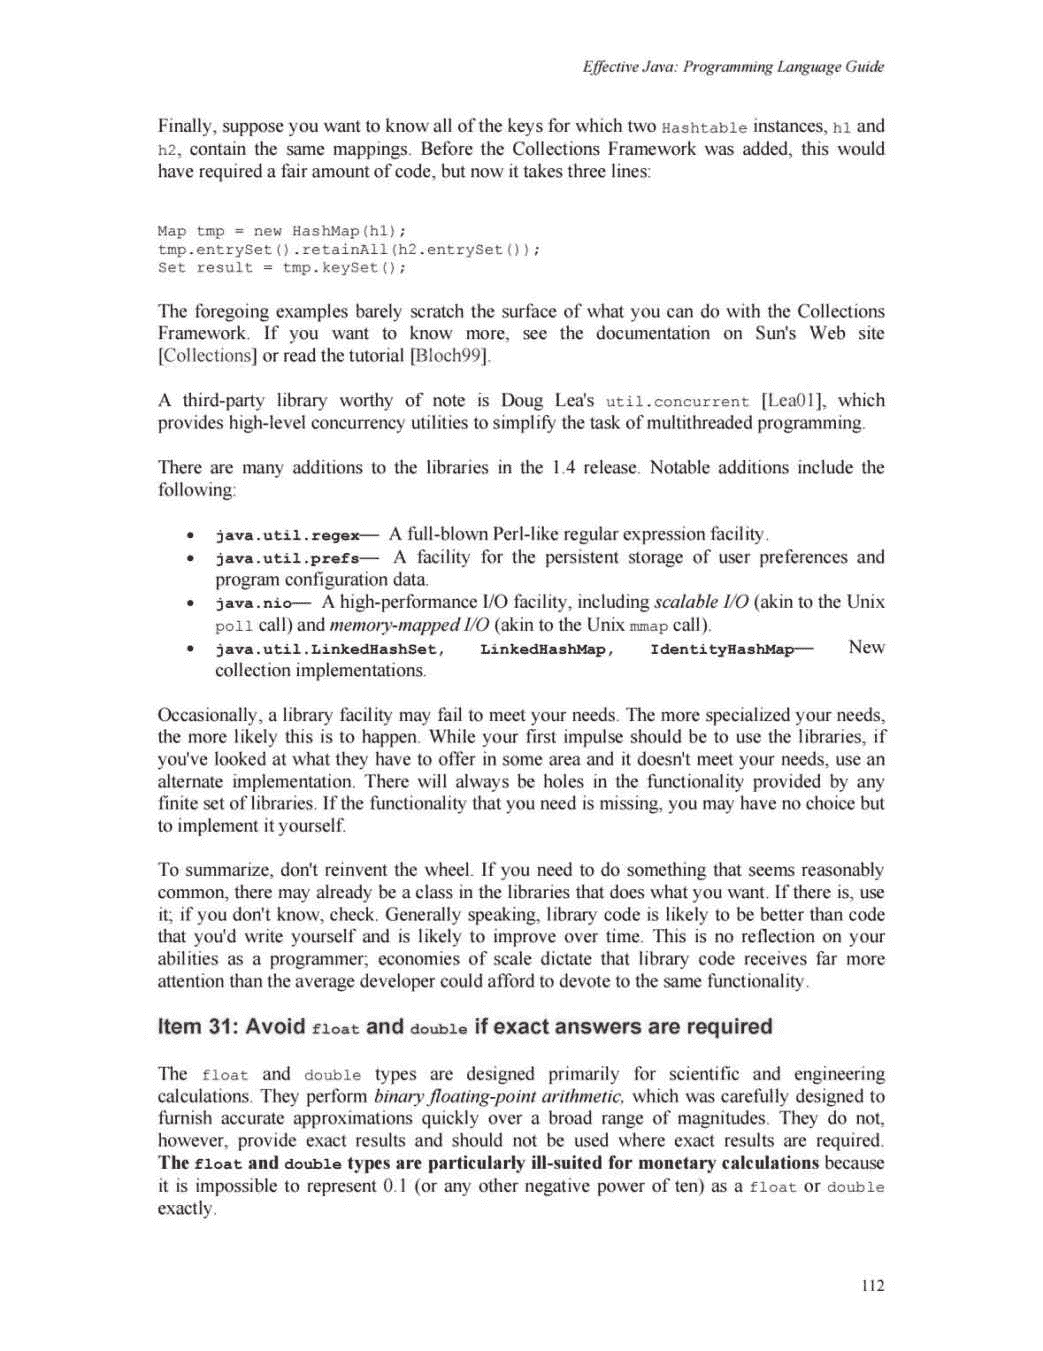 Effective Java: Programming Language Guide
Finally, suppose you want to know all of the keys for which two Hashtable instances, h1 and
h2, contain the same mappings. Before the Collections Framework was added, this would
have required a fair amount of code, but now it takes three lines:
Map tmp = new HashMap(h1);
tmp.entrySet().retainAll(h2.entrySet());
Set result = tmp.keySet();
The foregoing examples barely scratch the surface of what you can do with the Collections
Framework. If you want to know more, see the documentation on Sun's Web site
[Collections] or read the tutorial [Bloch99].
A third-party library worthy of note is Doug Lea's util.concurrent [Lea01], which
provides high-level concurrency utilities to simplify the task of multithreaded programming.
There are many additions to the libraries in the 1.4 release. Notable additions include the
following:
• java.util.regex— A full-blown Perl-like regular expression facility.
• java.util.prefs— A facility for the persistent storage of user preferences and
program configuration data.
• java.nio— A high-performance I/O facility, including scalable I/O (akin to the Unix
poll call) and memory-mapped I/O (akin to the Unix mmap call).
• java.util.LinkedHashSet, LinkedHashMap, IdentityHashMap— New
collection implementations.
Occasionally, a library facility may fail to meet your needs. The more specialized your needs,
the more likely this is to happen. While your first impulse should be to use the libraries, if
you've looked at what they have to offer in some area and it doesn't meet your needs, use an
alternate implementation. There will always be holes in the functionality provided by any
finite set of libraries. If the functionality that you need is missing, you may have no choice but
to implement it yourself.
To summarize, don't reinvent the wheel. If you need to do something that seems reasonably
common, there may already be a class in the libraries that does what you want. If there is, use
it; if you don't know, check. Generally speaking, library code is likely to be better than code
that you'd write yourself and is likely to improve over time. This is no reflection on your
abilities as a programmer; economies of scale dictate that library code receives far more
attention than the average developer could afford to devote to the same functionality.
Item 31: Avoid float and double if exact answers are required
The float and double types are designed primarily for scientific and engineering
calculations. They perform binary floating-point arithmetic, which was carefully designed to
furnish accurate approximations quickly over a broad range of magnitudes. They do not,
however, provide exact results and should not be used where exact results are required.
The float and double types are particularly ill-suited for monetary calculations because
it is impossible to represent 0.1 (or any other negative power of ten) as a float or double
exactly.
112